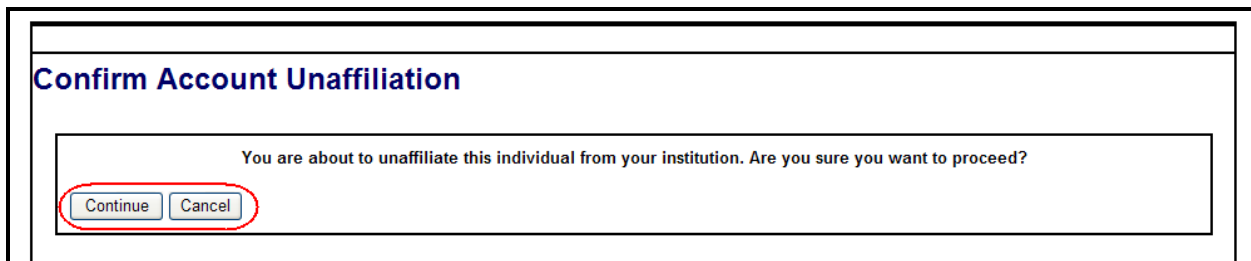 Confirm Account Unaffiliation
You are about to unaffiliate this individual from your institution. Are you sure you want to proceed?
Continue Cancel